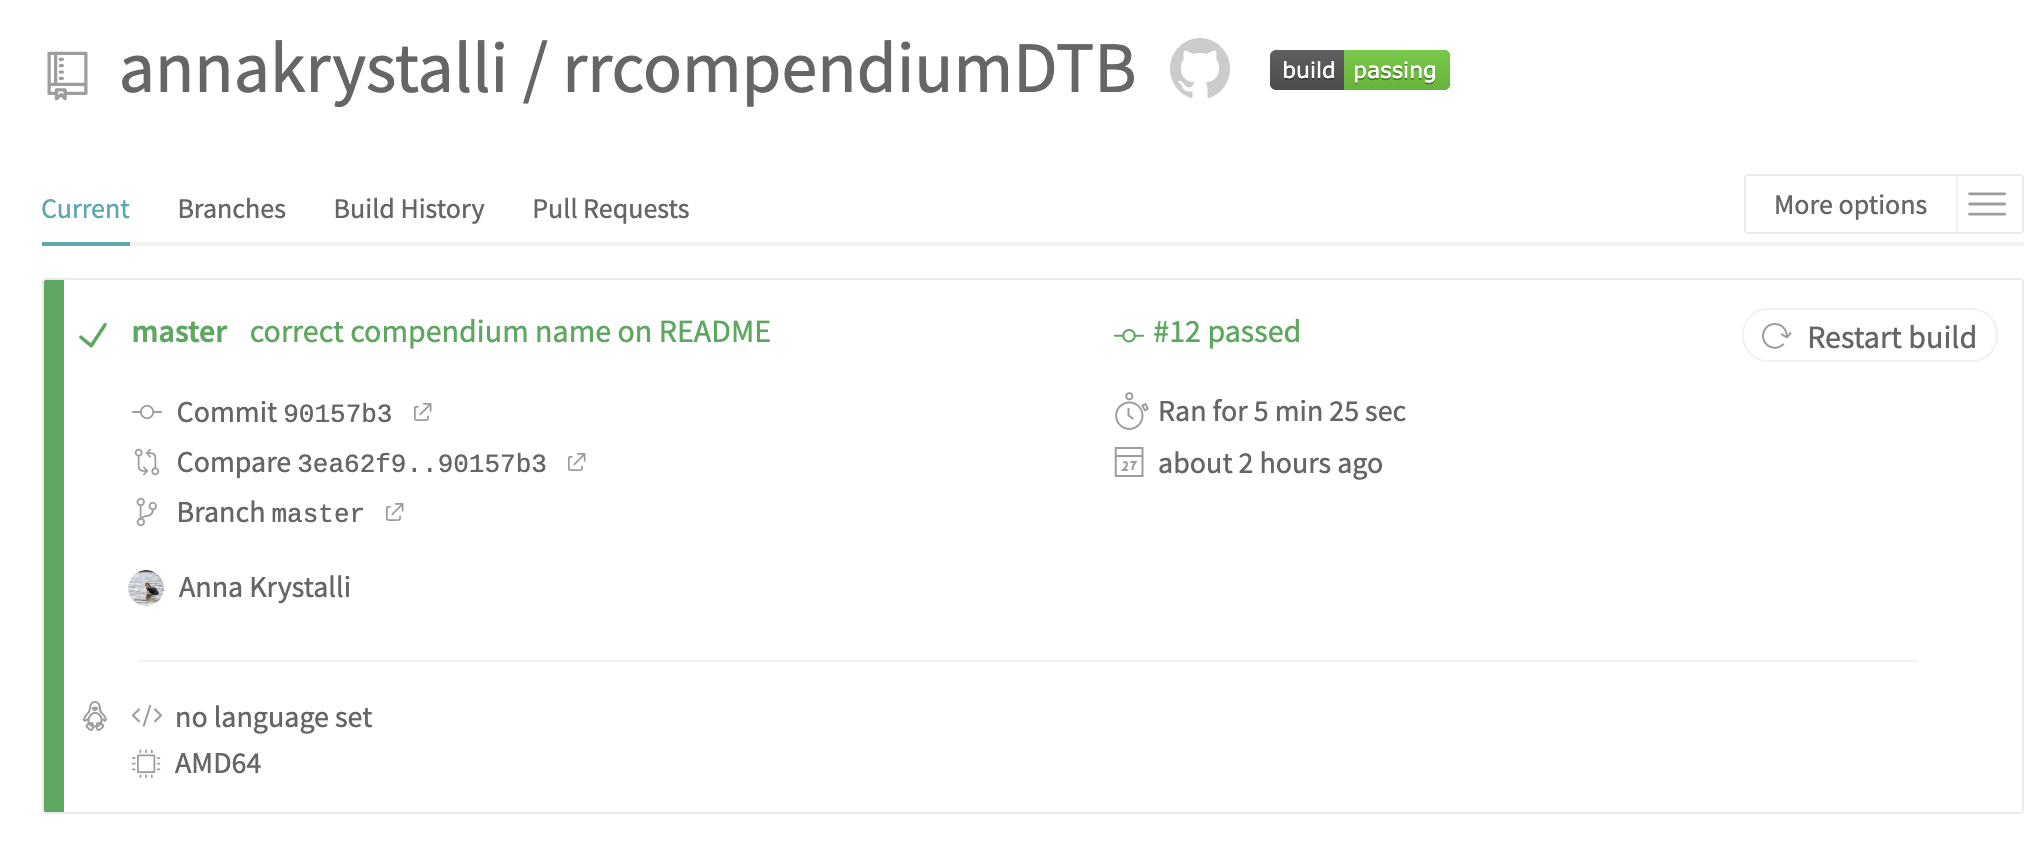 annakrystalli / rrcompendiumDTB build passing
Current Branches Build History Pull Requests More options
master correct compendium name on README #12 passed Restart build
Commit 90157b3 Ran for 5 min 25 sec
Compare 3ea62f9..90157b3 27 about 2 hours ago
Branch master
Anna Krystalli
</> no language set
AMD64